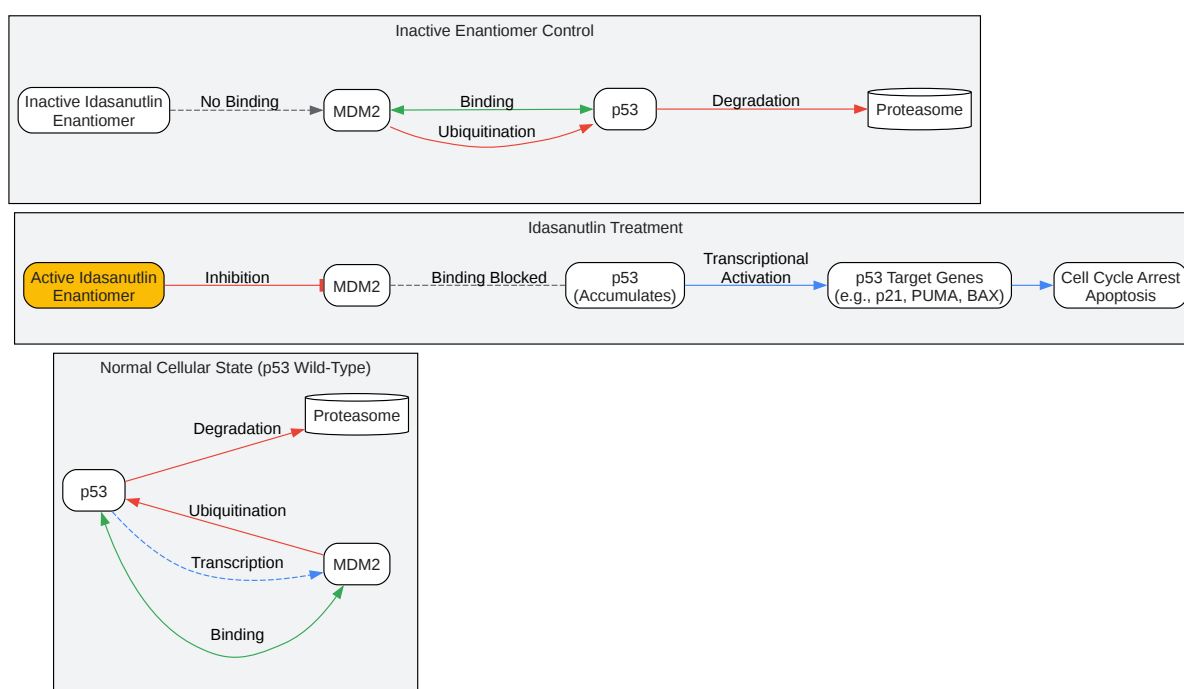 Inactive Enantiomer Control
Inactive Idasanutlin
Enantiomer
No Binding
MDM2
Binding
Ubiquitination
p53
Degradation
Proteasome
Idasanutlin Treatment
Active Idasanutlin
Enantiomer
Inhibition
MDM2
Binding Blocked
p53
(Accumulates)
Transcriptional
Activation
p53 Target Genes
(e.g., p21, PUMA, BAX)
Cell Cycle Arrest
Apoptosis
Normal Cellular State (p53 Wild-Type)
Proteasome
Degradation
p53
Ubiquitination
Transcription
MDM2
Binding